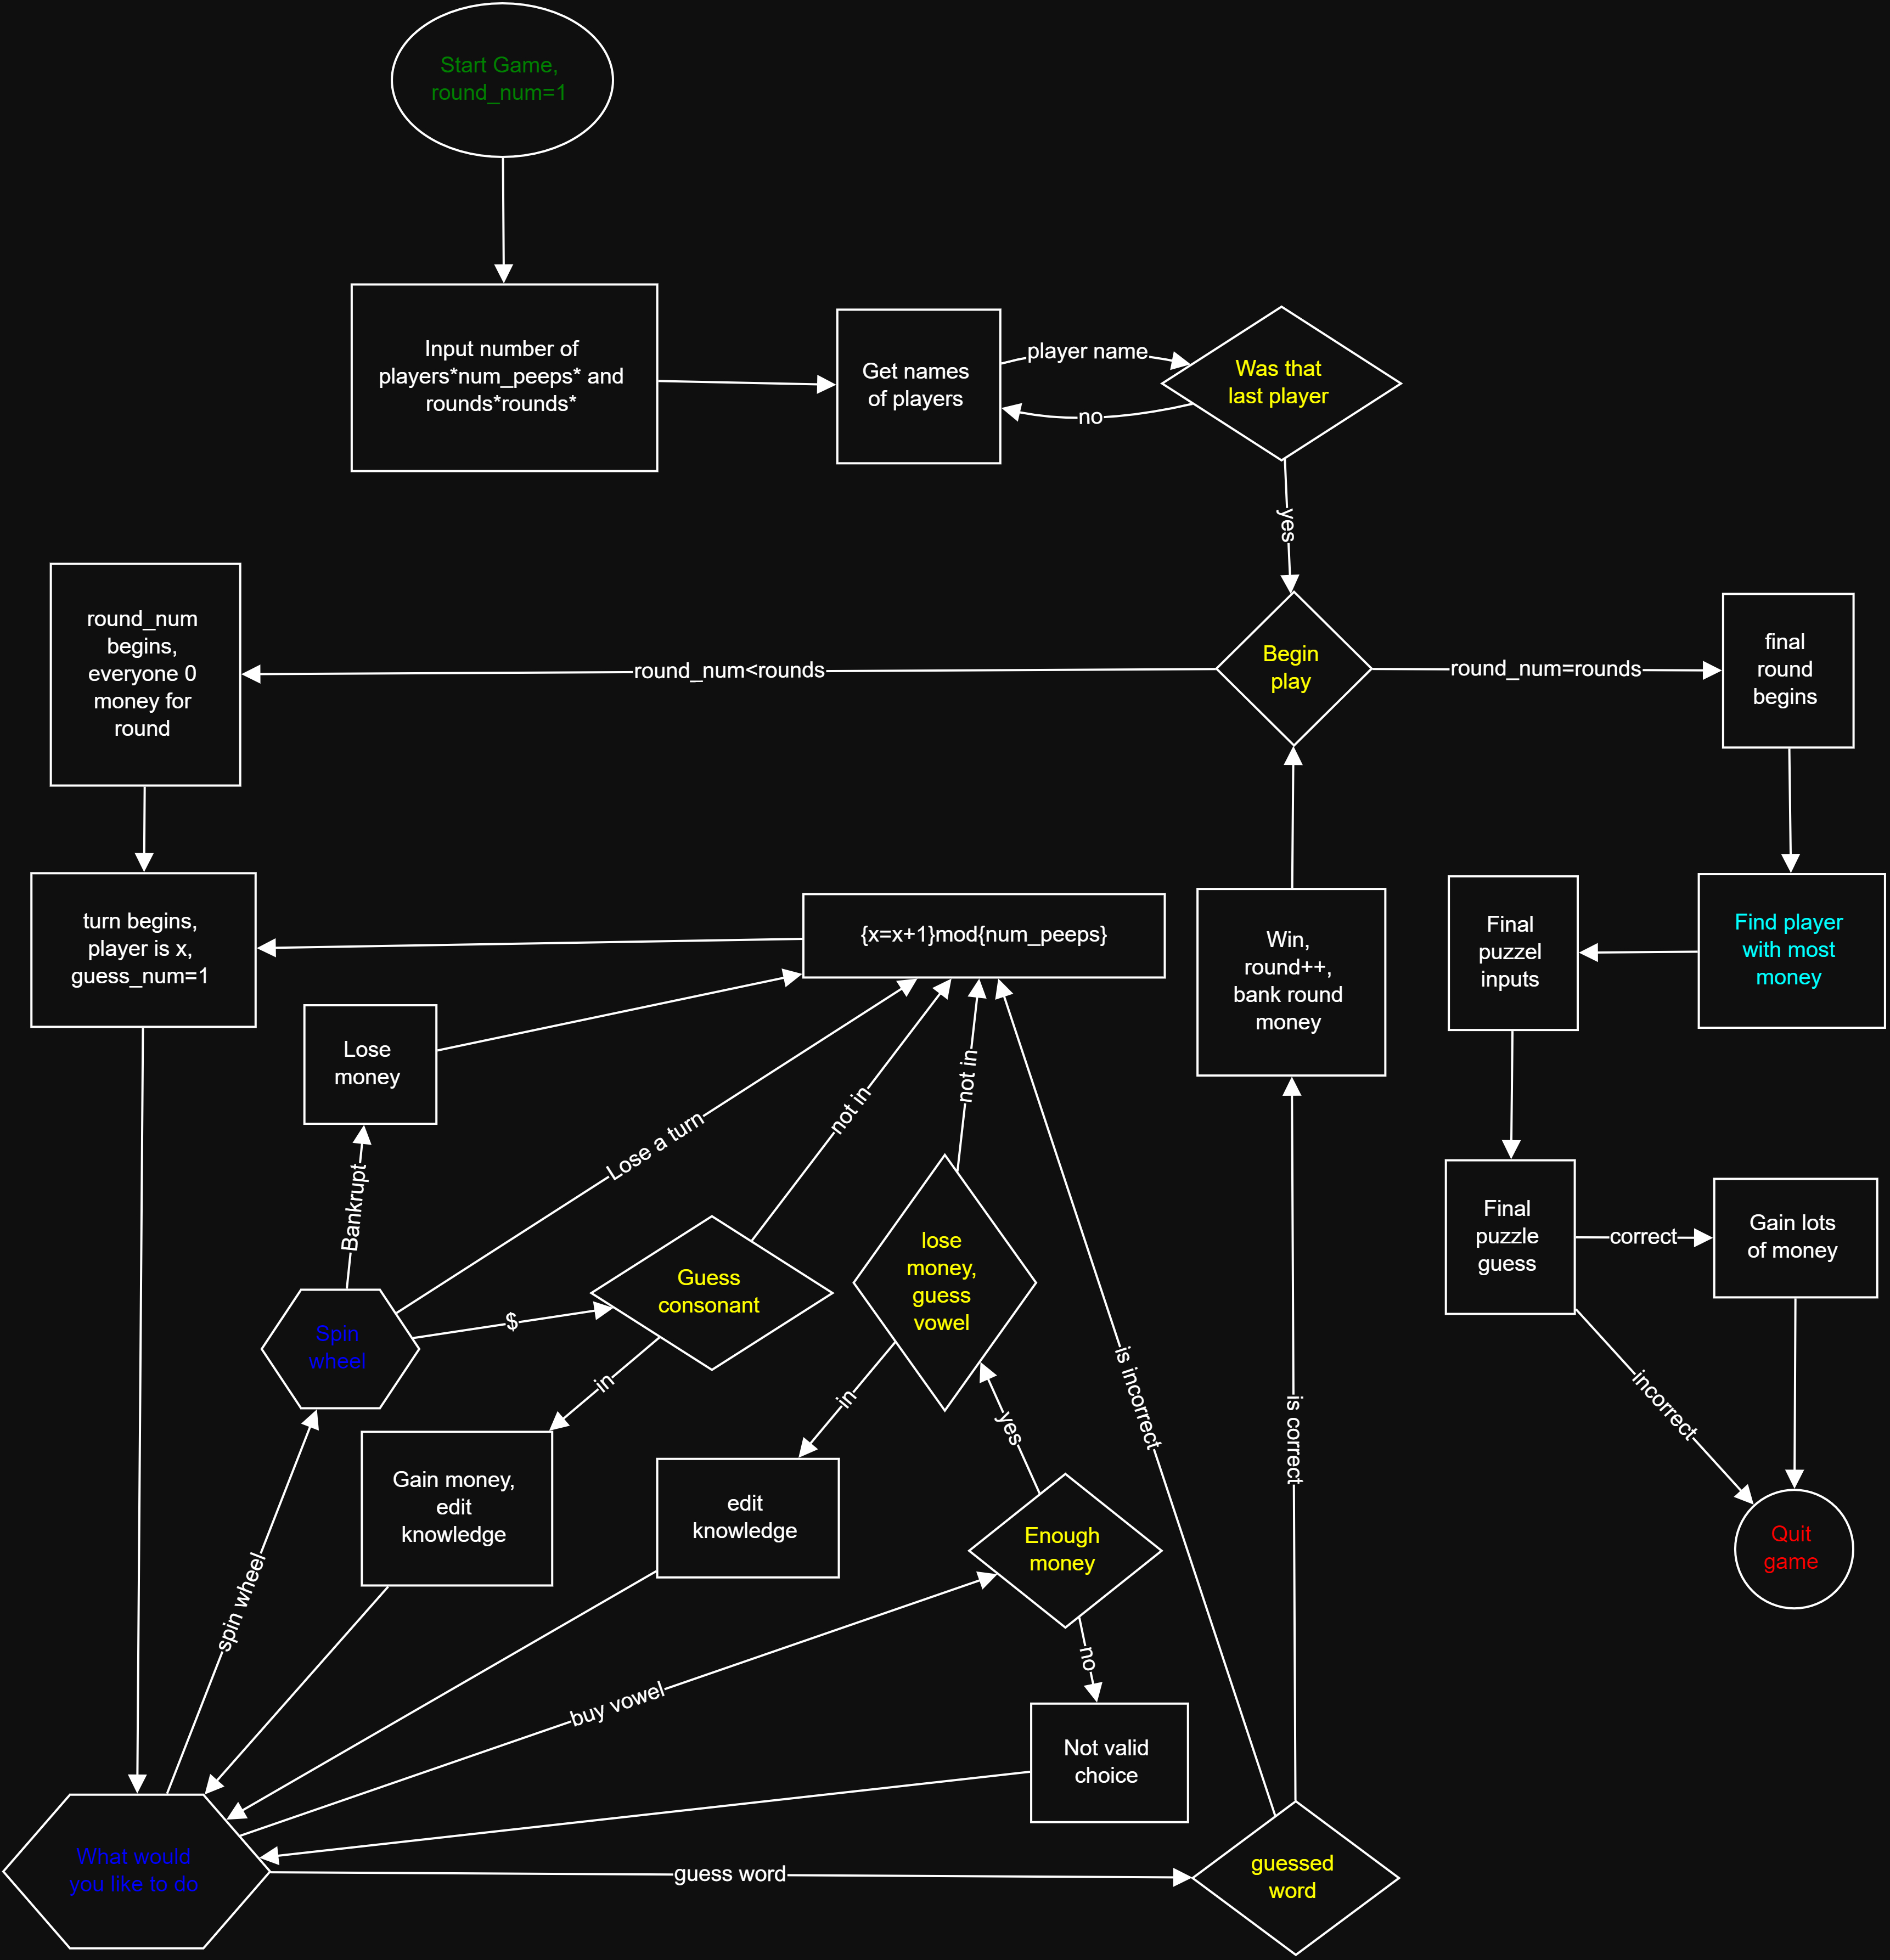 Start Game,
round_num=1
Input number of
players*num_peeps* and
rounds*rounds*
Get names
of players
player name
no
Was that
last player
yes
round_num
begins,
everyone 0
money for
round
round_num<rounds
Begin
play
round_num=rounds
final
round
begins
turn begins,
player is x,
guess_num=1
{x=x+1}mod{num_peeps}
Win,
round++,
bank round
money
Final
puzzel
inputs
Find player
with most
money
Lose
money
Bankrupt
Lose a turn
not in
not in
Spin
wheel
$
Guess
consonant
lose
money,
guess
vowel
is incorrect
is correct
Final
puzzle
guess
correct
Gain lots
of money
incorrect
in
in
yes
Gain money,
edit
knowledge
edit
knowledge
Enough
money
Quit
game
spin wheel
buy vowel
no
Not valid
choice
What would
you like to do
guess word
guessed
word